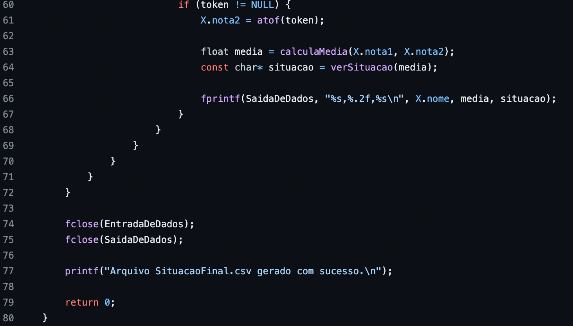 60                            if (token != NULL) {
61                                X.nota2 = atof(token);
62
63                                float media = calculaMedia(X.nota1, X.nota2);
64                                const char* situacao = verSituacao(media);
65
66                                fprintf(SaidaDeDados, "%s,%.2f,%s\n", X.nome, media, situacao);
67                            }
68                        }
69                    }
70                }
71            }
72        }
73
74        fclose(EntradaDeDados);
75        fclose(SaidaDeDados);
76
77        printf("Arquivo SituacaoFinal.csv gerado com sucesso.\n");
78
79        return 0;
80    }